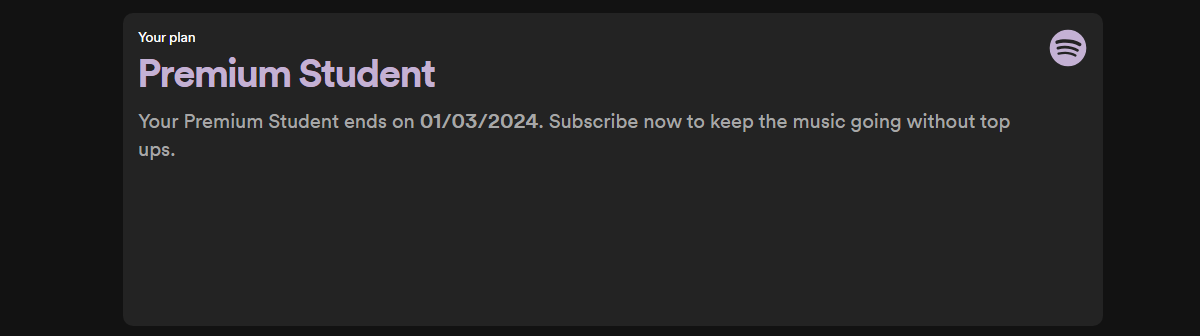 Your plan
Premium Student
Your Premium Student ends on 01/03/2024. Subscribe now to keep the music going without top
ups.